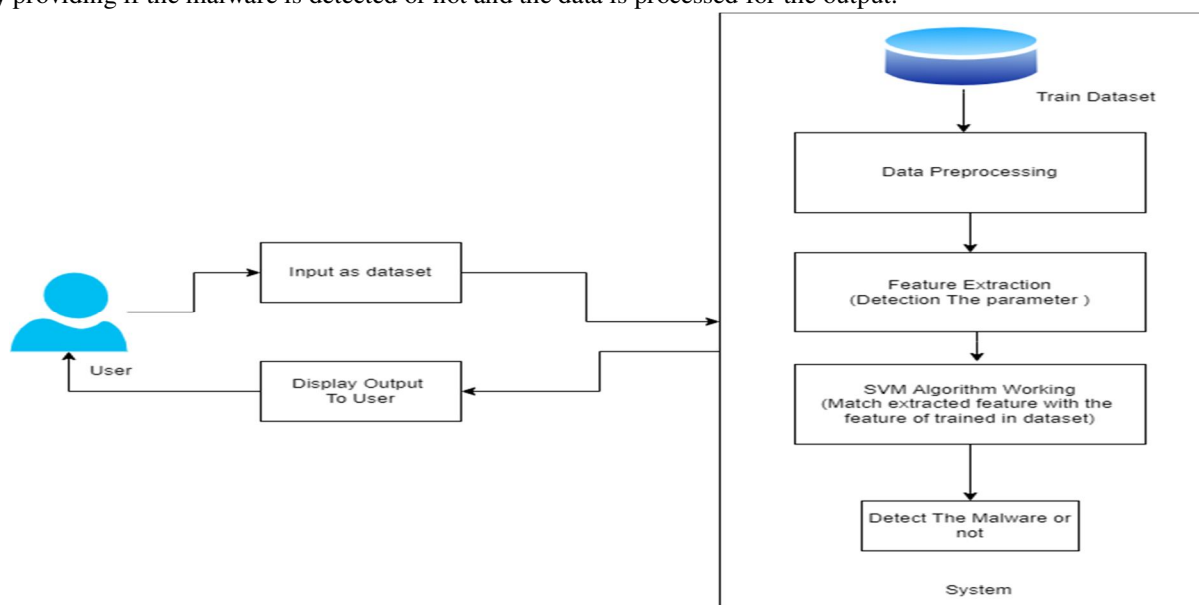 providing if the malware is detected or not and the data is processed for the output.
Train Dataset
Data Preprocessing
Input as dataset
Feature Extraction
(Detection The parameter )
User
Display Output
To User
SVM Algorithm Working
(Match extracted feature with the
feature of trained in dataset)
Detect The Malware or
not
System